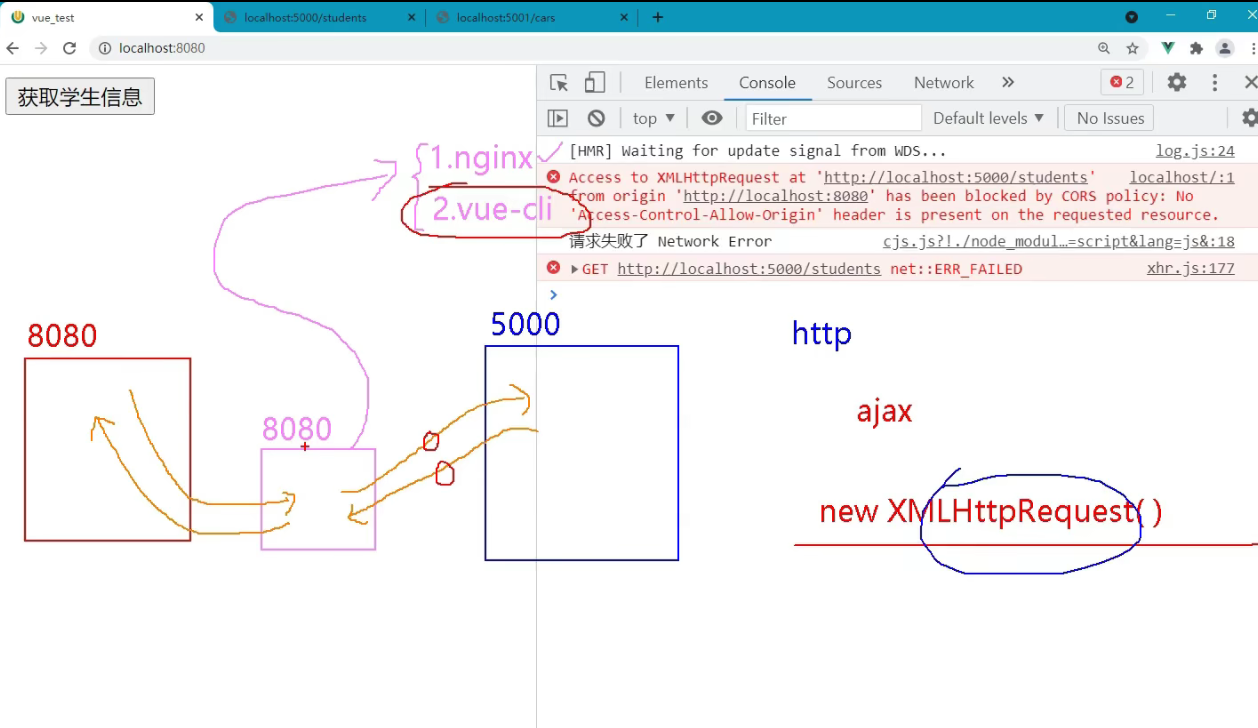 vue_test
localhost:5000/students
localhost:5001/cars
localhost:8080
获取学生信息
Elements Console Sources Network » 2
top ▼ Filter Default levels ▼ No Issues
[HMR] Waiting for update signal from WDS... log.js:24
Access to XMLHttpRequest at 'http://localhost:5000/students' localhost/:1
from origin 'http://localhost:8080' has been blocked by CORS policy: No
'Access-Control-Allow-Origin' header is present on the requested resource.
请求失败了 Network Error cjs.js?!./node_modul…=script&lang=js&:18
▶GET http://localhost:5000/students net::ERR_FAILED xhr.js:177
1.nginx
2.vue-cli
8080
8080
5000
http
ajax
new XMLHttpRequest()